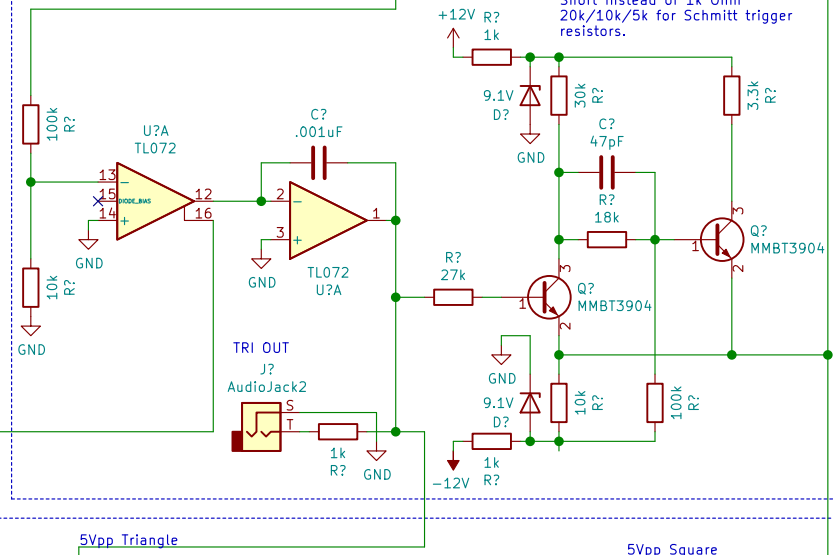 Short instead of 1k Ohm
20k/10k/5k for Schmitt trigger
resistors.
+12V
R?
1k
9.1V
D?
GND
30k
R?
3.3k
R?
C?
47pF
R?
18k
100k
R?
U?A
TL072
13
15
14
DIODE_BIAS
12
16
−
+
GND
10k
R?
GND
C?
.001uF
2
3
1
−
+
GND
TL072
U?A
R?
27k
1
3
2
Q?
MMBT3904
1
3
2
Q?
MMBT3904
TRI OUT
J?
AudioJack2
S
T
1k
R?
GND
GND
9.1V
D?
10k
R?
100k
R?
−12V
1k
R?
5Vpp Triangle
5Vpp Square